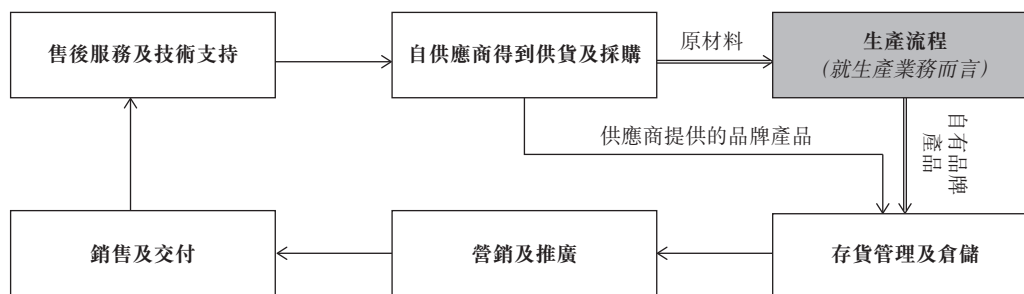 售後服務及技術支持
自供應商得到供貨及採購
原材料
生產流程
(就生產業務而言)
供應商提供的品牌產品
自有品牌
產品
銷售及交付
營銷及推廣
存貨管理及倉儲